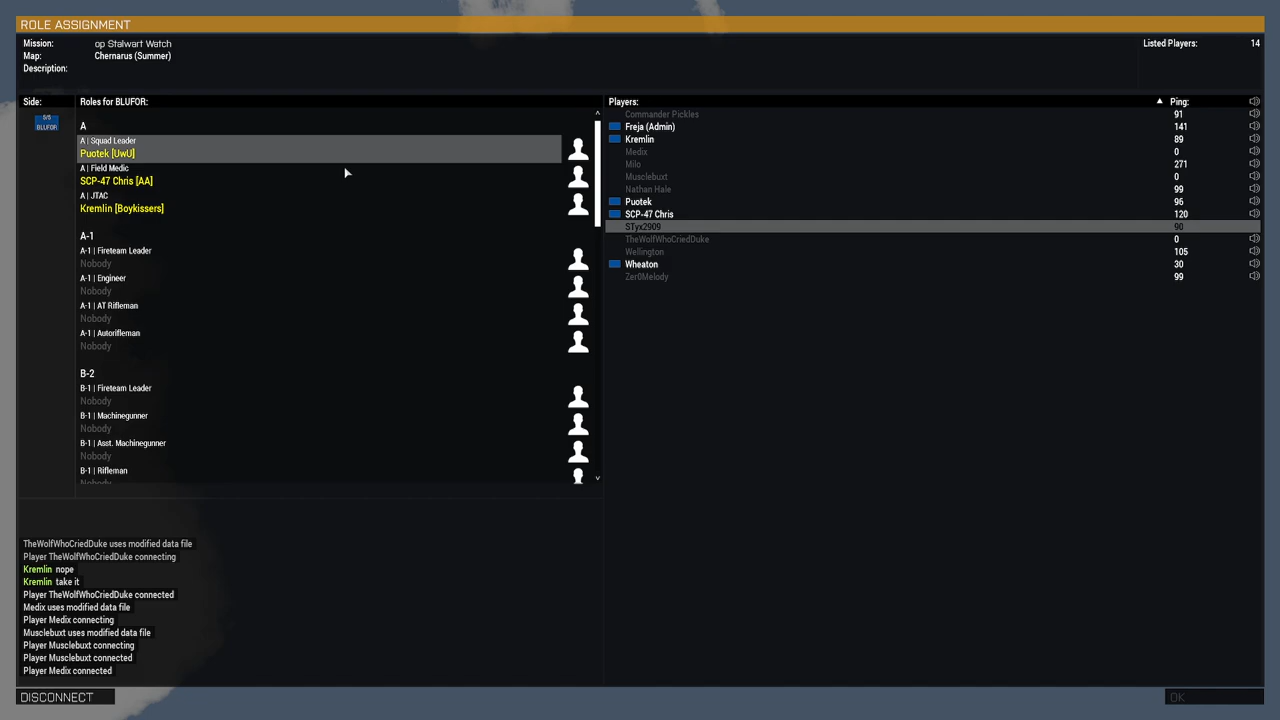 ROLE ASSIGNMENT
Mission: op Stalwart Watch
Map: Chernarus (Summer)
Description:
Listed Players: 14
Side:
5/5
BLUFOR
Roles for BLUFOR:
A
A | Squad Leader
Puotek [UwU]
A | Field Medic
SCP-47 Chris [AA]
A | JTAC
Kremlin [Boykissers]
A-1
A-1 | Fireteam Leader
Nobody
A-1 | Engineer
Nobody
A-1 | AT Rifleman
Nobody
A-1 | Autorifleman
Nobody
B-2
B-1 | Fireteam Leader
Nobody
B-1 | Machinegunner
Nobody
B-1 | Asst. Machinegunner
Nobody
B-1 | Rifleman
Nobody
Players: Ping:
Commander Pickles 91
Freja (Admin) 141
Kremlin 89
Medix 0
Milo 271
Musclebuxt 0
Nathan Hale 99
Puotek 96
SCP-47 Chris 120
STyx2909 90
TheWolfWhoCriedDuke 0
Wellington 105
Wheaton 30
Zer0Melody 99
TheWolfWhoCriedDuke uses modified data file
Player TheWolfWhoCriedDuke connecting
Kremlin nope
Kremlin take it
Player TheWolfWhoCriedDuke connected
Medix uses modified data file
Player Medix connecting
Musclebuxt uses modified data file
Player Musclebuxt connecting
Player Musclebuxt connected
Player Medix connected
DISCONNECT
OK